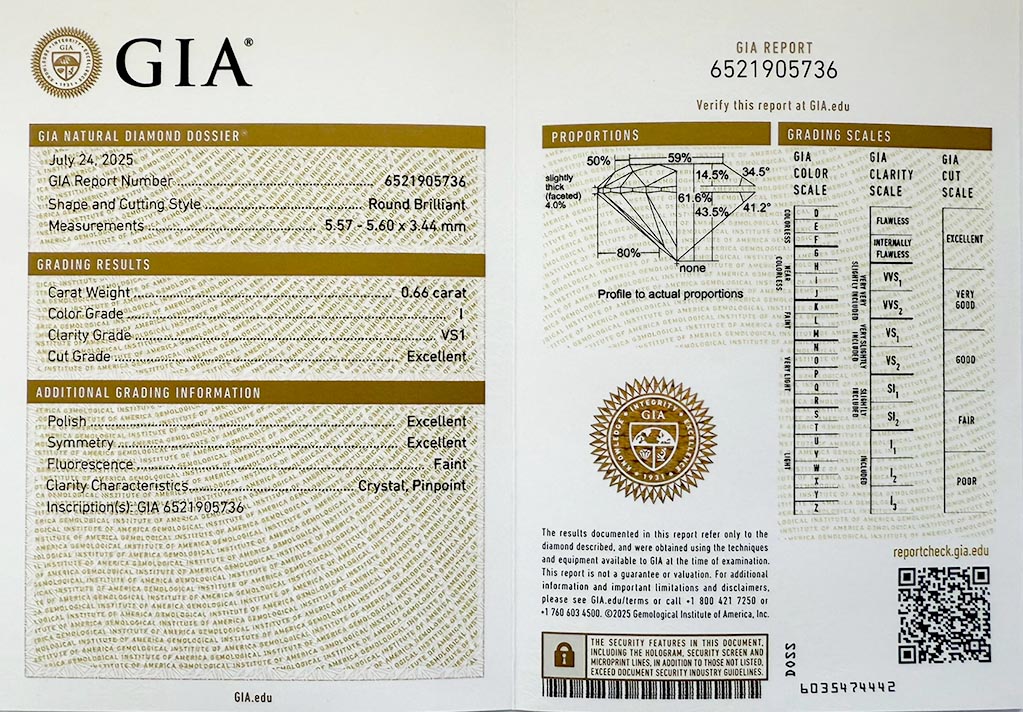 GIA®
GIA NATURAL DIAMOND DOSSIER®
July 24, 2025
GIA Report Number 6521905736
Shape and Cutting Style Round Brilliant
Measurements 5.57 - 5.60 x 3.44 mm
GRADING RESULTS
Carat Weight 0.66 carat
Color Grade I
Clarity Grade VS1
Cut Grade Excellent
ADDITIONAL GRADING INFORMATION
Polish Excellent
Symmetry Excellent
Fluorescence Faint
Clarity Characteristics Crystal, Pinpoint
Inscription(s): GIA 6521905736
GIA.edu
GIA REPORT
6521905736
Verify this report at GIA.edu
PROPORTIONS
50%
59%
14.5%
34.5°
slightly
thick
(faceted)
4.0%
61.6%
43.5%
41.2°
80%
none
Profile to actual proportions
GIA
INTEGRITY
KNOWLEDGE
EXCELLENCE
1931
The results documented in this report refer only to the
diamond described, and were obtained using the techniques
and equipment available to GIA at the time of examination.
This report is not a guarantee or valuation. For additional
information and important limitations and disclaimers,
please see GIA.edu/terms or call +1 800 421 7250 or
+1 760 603 4500. ©2025 Gemological Institute of America, Inc.
THE SECURITY FEATURES IN THIS DOCUMENT,
INCLUDING THE HOLOGRAM, SECURITY SCREEN AND
MICROPRINT LINES, IN ADDITION TO THOSE NOT LISTED,
EXCEED DOCUMENT SECURITY INDUSTRY GUIDELINES.
GRADING SCALES
GIA
COLOR
SCALE
COLORLESS
D
E
F
NEAR COLORLESS
G
H
I
J
FAINT
K
L
M
VERY LIGHT
N
O
P
Q
R
LIGHT
S
T
U
V
W
X
Y
Z
GIA
CLARITY
SCALE
FLAWLESS
INTERNALLY
FLAWLESS
VERY VERY
SLIGHTLY INCLUDED
VVS1
VVS2
VERY SLIGHTLY
INCLUDED
VS1
VS2
SLIGHTLY
INCLUDED
SI1
SI2
INCLUDED
I1
I2
I3
GIA
CUT
SCALE
EXCELLENT
VERY
GOOD
GOOD
FAIR
POOR
reportcheck.gia.edu
DO22
6035474442